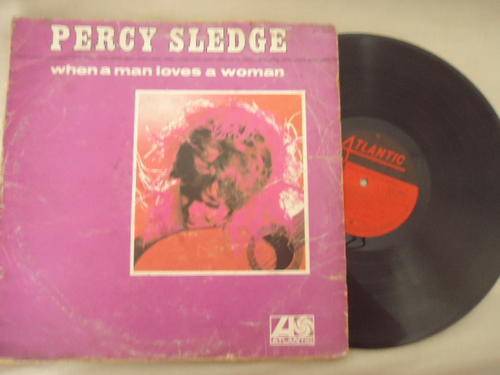 PERCY SLEDGE
when a man loves a woman
ATLANTIC
ATLANTIC